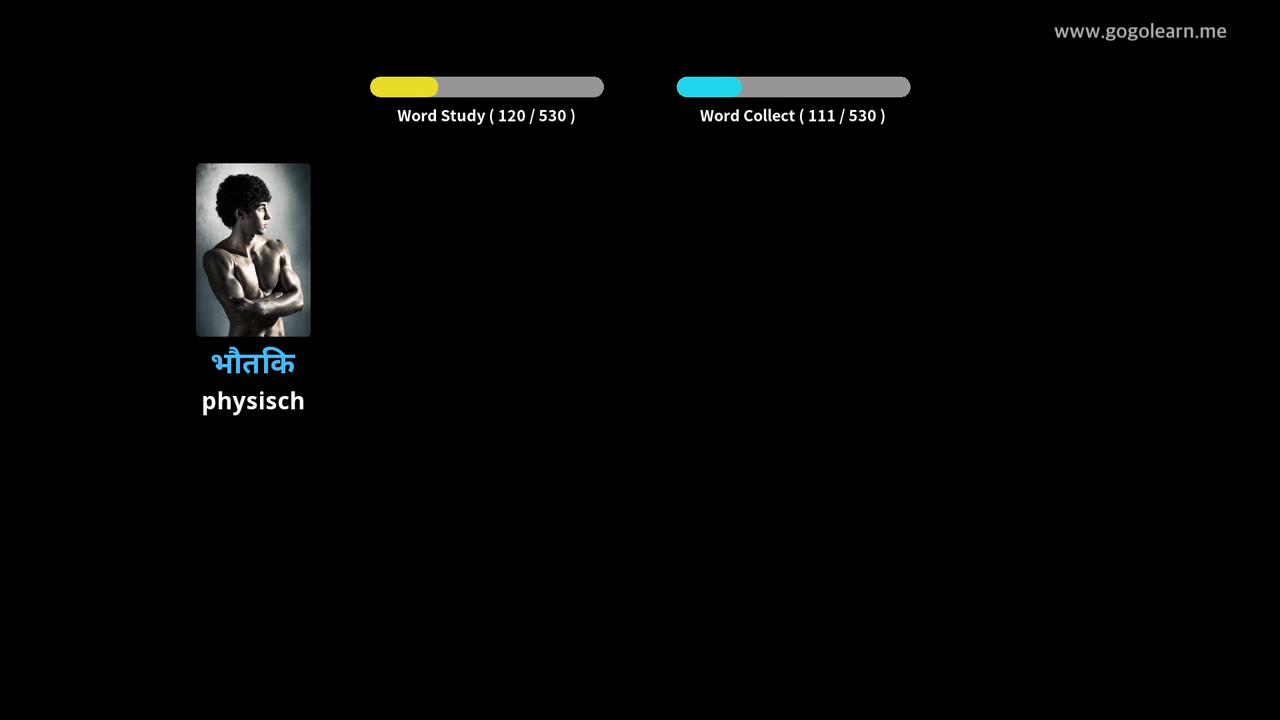 www.gogolearn.me
Word Study ( 120 / 530 )
Word Collect ( 111 / 530 )
भौतकि
physisch